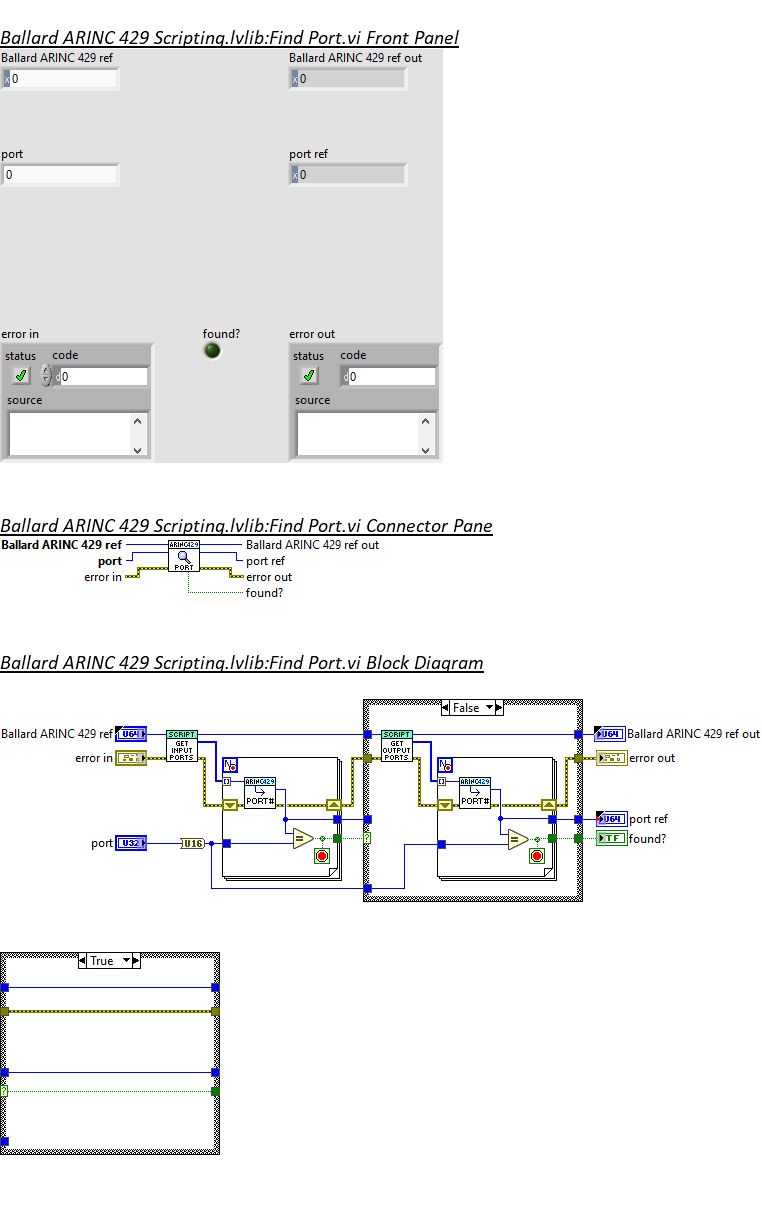 Ballard ARINC 429 Scripting.lvlib:Find Port.vi Front Panel
Ballard ARINC 429 ref
Ballard ARINC 429 ref out
x 0
x 0
port
port ref
0
x 0
error in
found?
error out
status
code
status
code
d 0
d 0
source
source
Ballard ARINC 429 Scripting.lvlib:Find Port.vi Connector Pane
Ballard ARINC 429 ref
ARINC429
Ballard ARINC 429 ref out
port
port ref
error in
PORT
error out
found?
Ballard ARINC 429 Scripting.lvlib:Find Port.vi Block Diagram
False
Ballard ARINC 429 ref
U64
SCRIPT
SCRIPT
U64
Ballard ARINC 429 ref out
GET
INPUT
PORTS
GET
OUTPUT
PORTS
error in
error out
N
N
ARINC429
PORT#
ARINC429
PORT#
U64
port ref
port
U32
U16
=
?
=
TF
found?
True
?